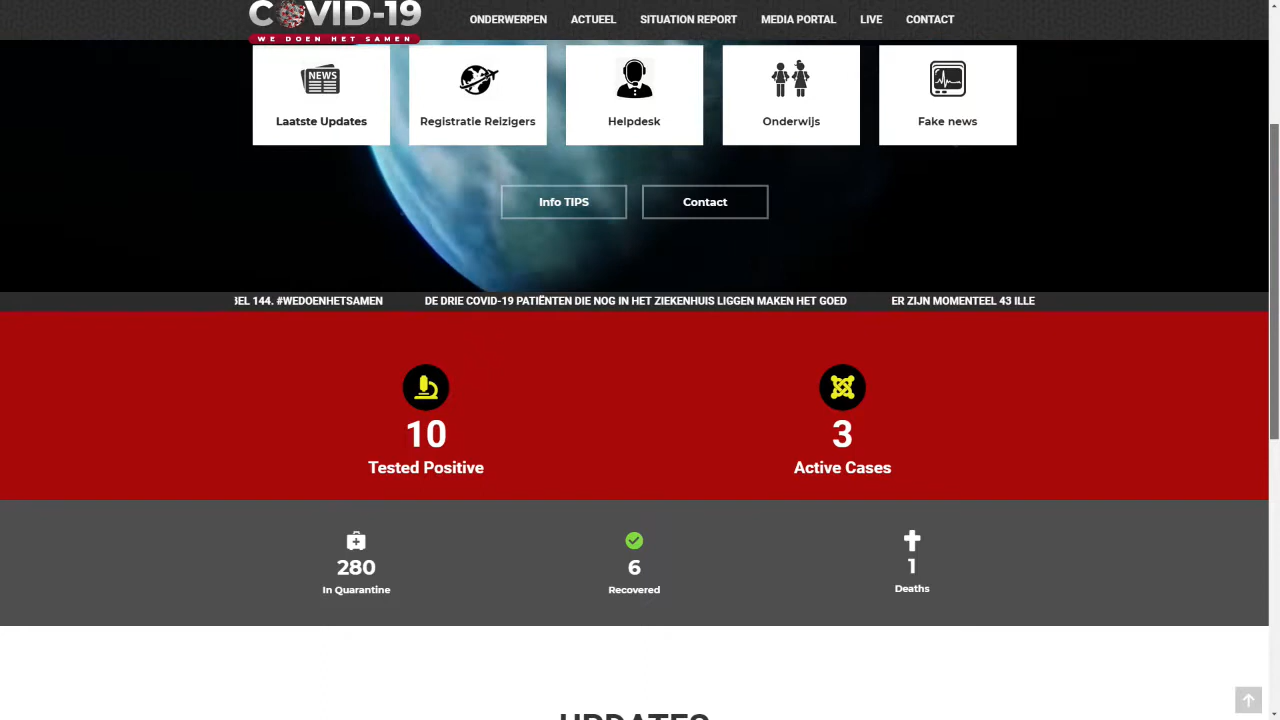 COVID-19
WE DOEN HET SAMEN
ONDERWERPEN ACTUEEL SITUATION REPORT MEDIA PORTAL LIVE CONTACT
NEWS
Laatste Updates
Registratie Reizigers
Helpdesk
Onderwijs
Fake news
Info TIPS
Contact
BEL 144. #WEDOENHETSAMEN DE DRIE COVID-19 PATIËNTEN DIE NOG IN HET ZIEKENHUIS LIGGEN MAKEN HET GOED ER ZIJN MOMENTEEL 43 ILLE
10
Tested Positive
3
Active Cases
280
In Quarantine
6
Recovered
1
Deaths
UPDATES